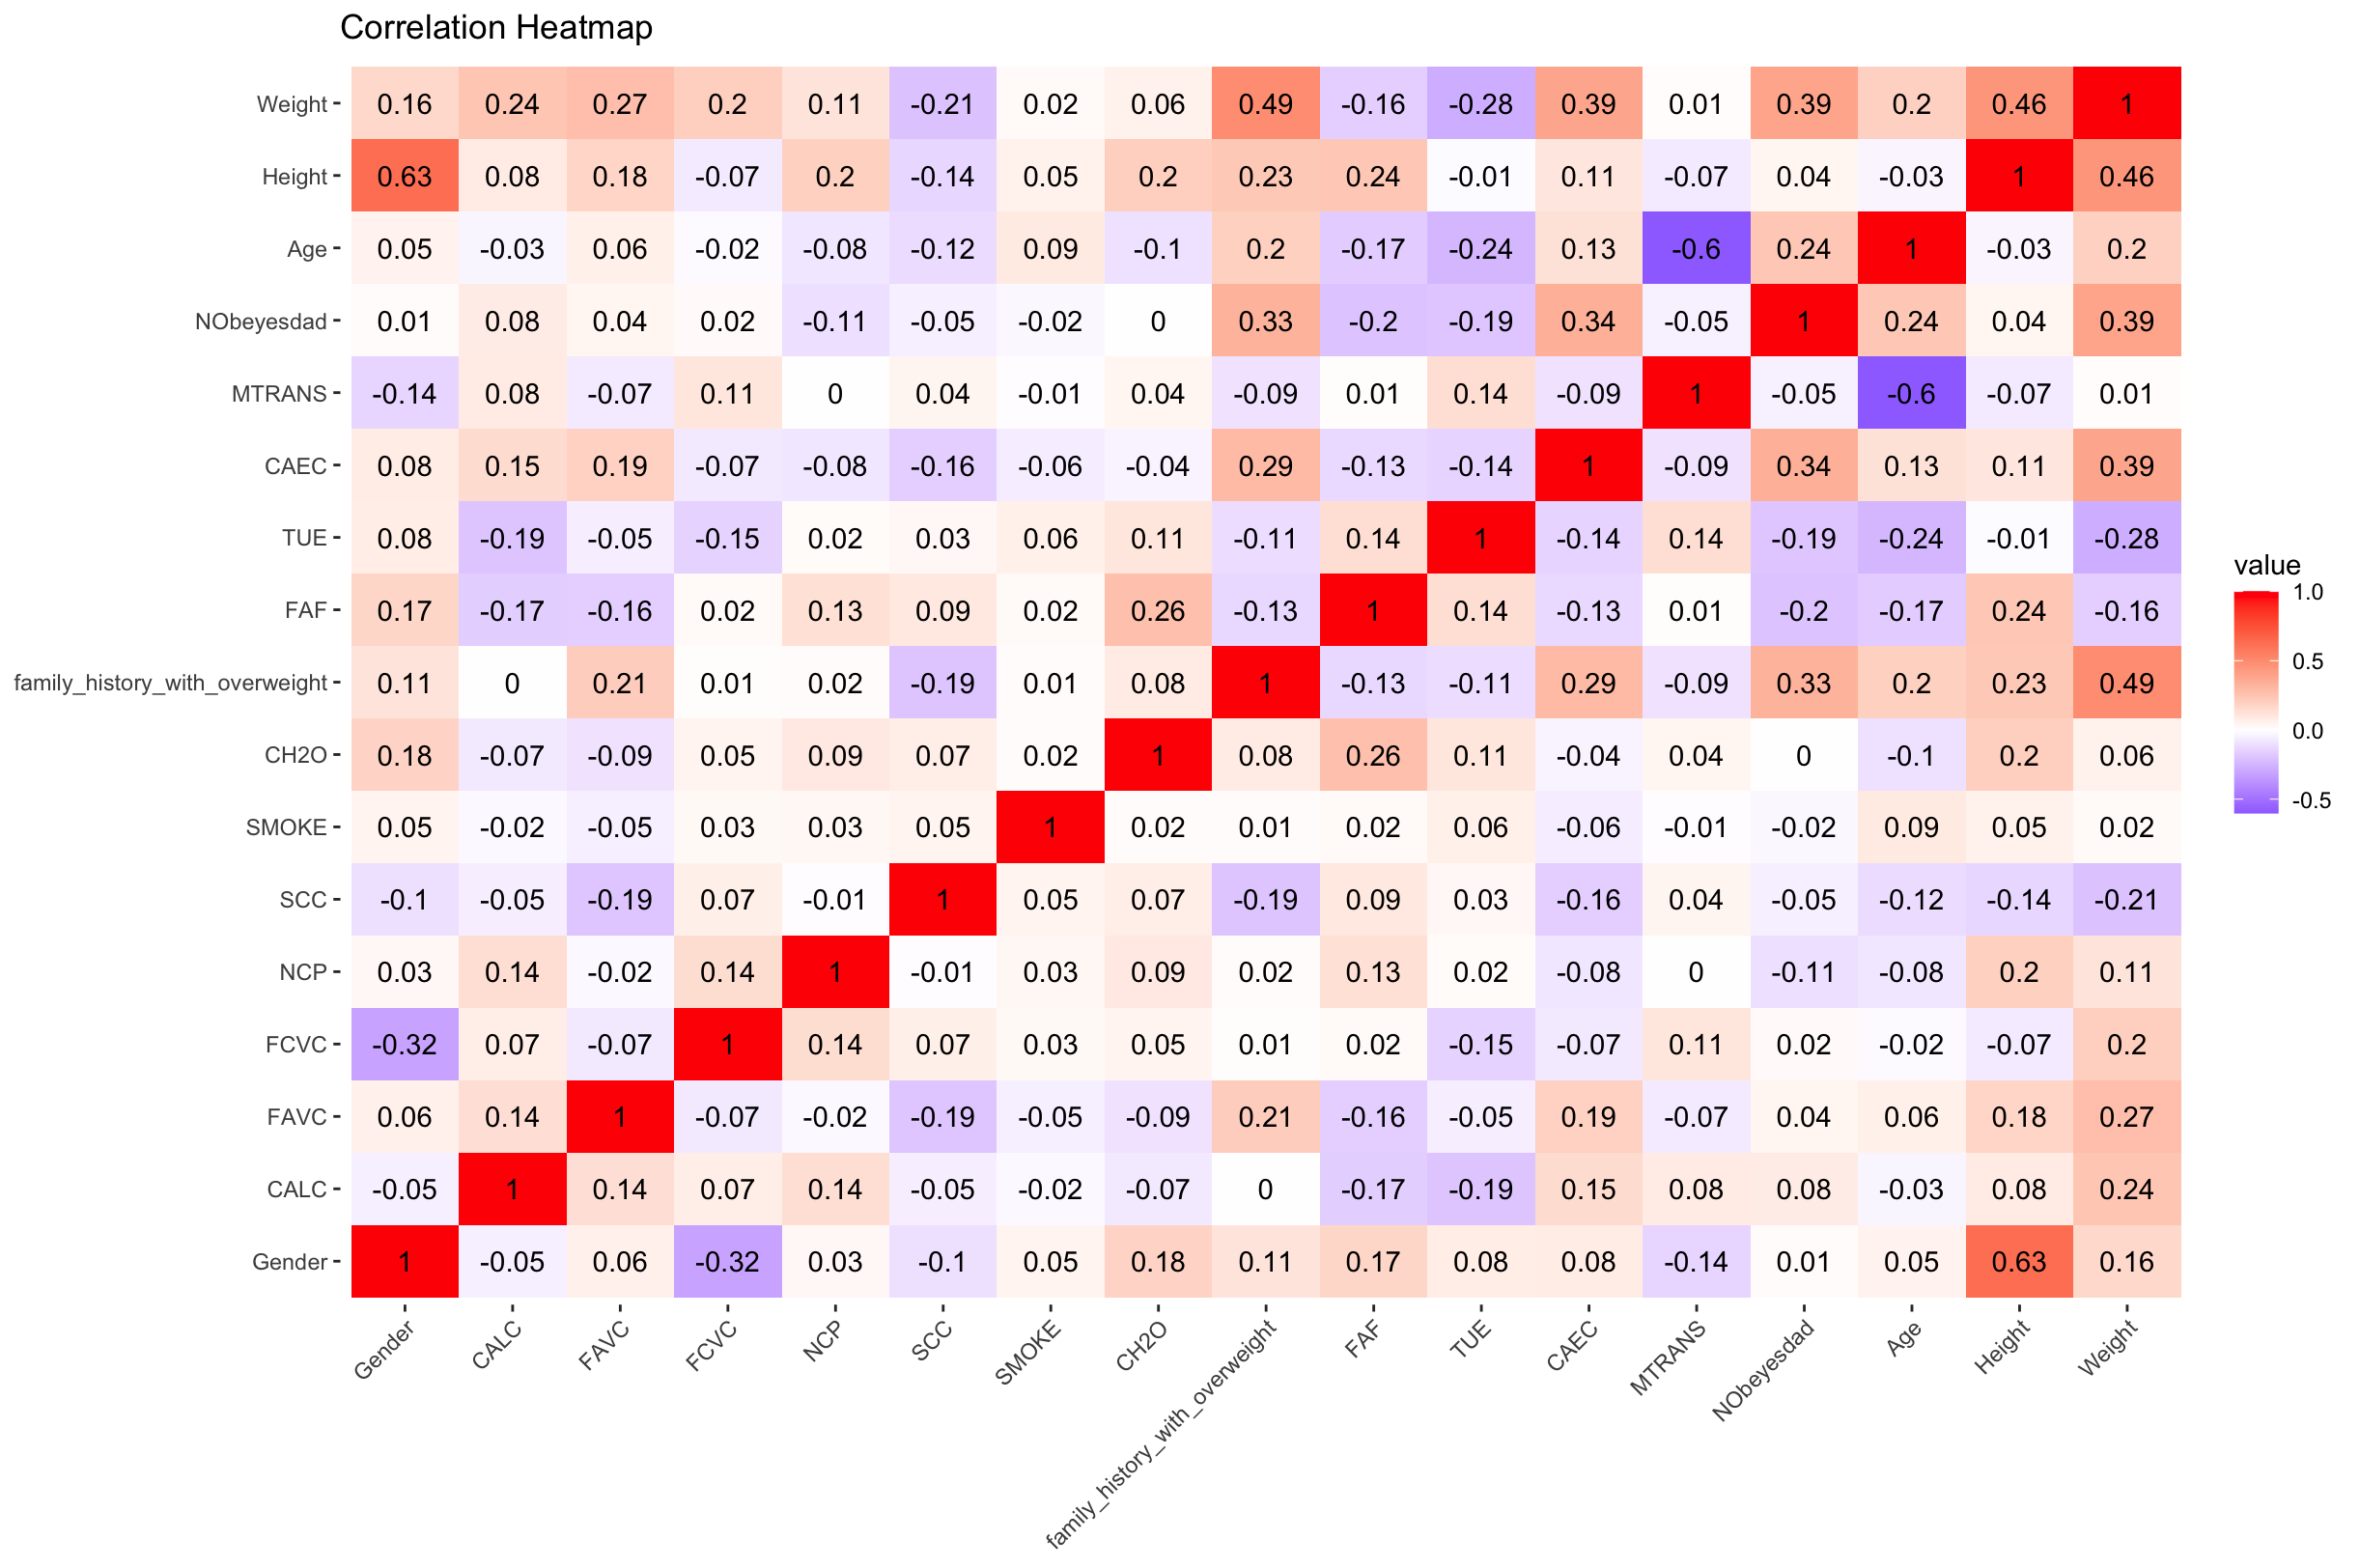 Correlation Heatmap
Weight 0.16 0.24 0.27 0.2 0.11 -0.21 0.02 0.06 0.49 -0.16 -0.28 0.39 0.01 0.39 0.2 0.46 1
Height 0.63 0.08 0.18 -0.07 0.2 -0.14 0.05 0.2 0.23 0.24 -0.01 0.11 -0.07 0.04 -0.03 1 0.46
Age 0.05 -0.03 0.06 -0.02 -0.08 -0.12 0.09 -0.1 0.2 -0.17 -0.24 0.13 -0.6 0.24 1 -0.03 0.2
NObeyesdad 0.01 0.08 0.04 0.02 -0.11 -0.05 -0.02 0 0.33 -0.2 -0.19 0.34 -0.05 1 0.24 0.04 0.39
MTRANS -0.14 0.08 -0.07 0.11 0 0.04 -0.01 0.04 -0.09 0.01 0.14 -0.09 1 -0.05 -0.6 -0.07 0.01
CAEC 0.08 0.15 0.19 -0.07 -0.08 -0.16 -0.06 -0.04 0.29 -0.13 -0.14 1 -0.09 0.34 0.13 0.11 0.39
TUE 0.08 -0.19 -0.05 -0.15 0.02 0.03 0.06 0.11 -0.11 0.14 1 -0.14 0.14 -0.19 -0.24 -0.01 -0.28
FAF 0.17 -0.17 -0.16 0.02 0.13 0.09 0.02 0.26 -0.13 1 0.14 -0.13 0.01 -0.2 -0.17 0.24 -0.16
family_history_with_overweight 0.11 0 0.21 0.01 0.02 -0.19 0.01 0.08 1 -0.13 -0.11 0.29 -0.09 0.33 0.2 0.23 0.49
CH2O 0.18 -0.07 -0.09 0.05 0.09 0.07 0.02 1 0.08 0.26 0.11 -0.04 0.04 0 -0.1 0.2 0.06
SMOKE 0.05 -0.02 -0.05 0.03 0.03 0.05 1 0.02 0.01 0.02 0.06 -0.06 -0.01 -0.02 0.09 0.05 0.02
SCC -0.1 -0.05 -0.19 0.07 -0.01 1 0.05 0.07 -0.19 0.09 0.03 -0.16 0.04 -0.05 -0.12 -0.14 -0.21
NCP 0.03 0.14 -0.02 0.14 1 -0.01 0.03 0.09 0.02 0.13 0.02 -0.08 0 -0.11 -0.08 0.2 0.11
FCVC -0.32 0.07 -0.07 1 0.14 0.07 0.03 0.05 0.01 0.02 -0.15 -0.07 0.11 0.02 -0.02 -0.07 0.2
FAVC 0.06 0.14 1 -0.07 -0.02 -0.19 -0.05 -0.09 0.21 -0.16 -0.05 0.19 -0.07 0.04 0.06 0.18 0.27
CALC -0.05 1 0.14 0.07 0.14 -0.05 -0.02 -0.07 0 -0.17 -0.19 0.15 0.08 0.08 -0.03 0.08 0.24
Gender 1 -0.05 0.06 -0.32 0.03 -0.1 0.05 0.18 0.11 0.17 0.08 0.08 -0.14 0.01 0.05 0.63 0.16
Gender CALC FAVC FCVC NCP SCC SMOKE CH2O family_history_with_overweight FAF TUE CAEC MTRANS NObeyesdad Age Height Weight
value
1.0
0.5
0.0
-0.5